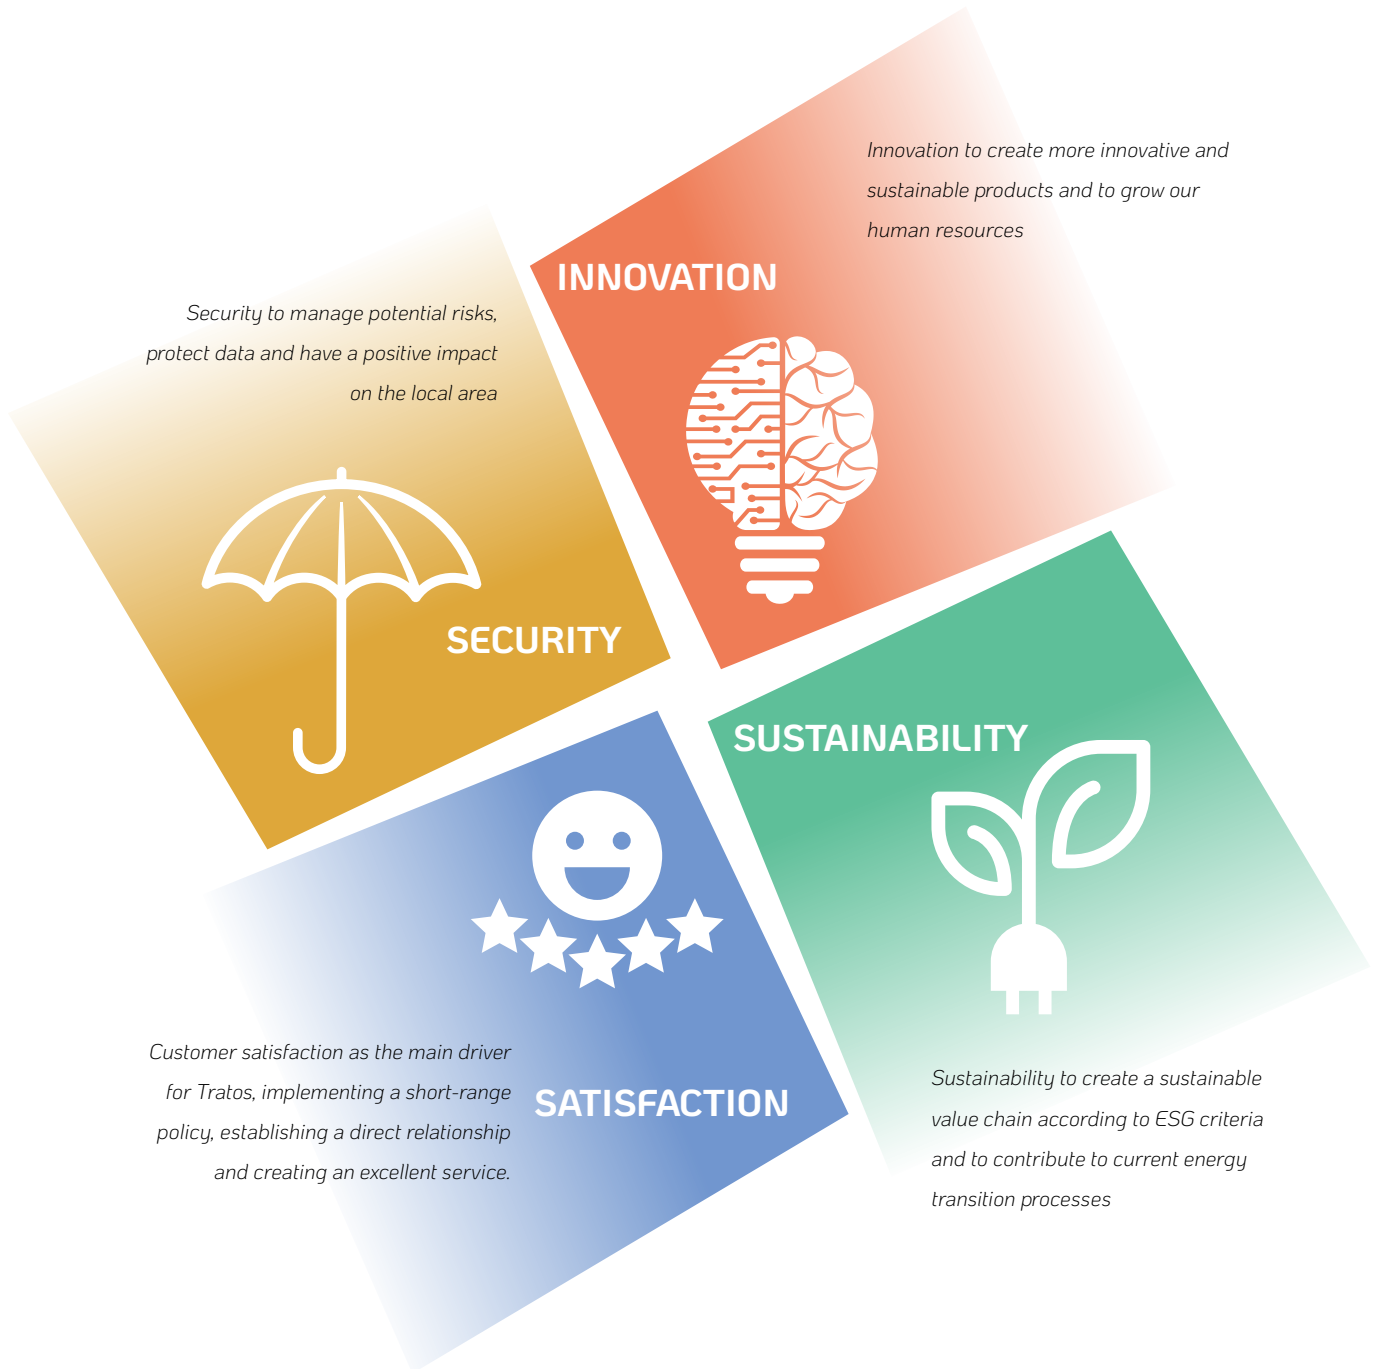 Innovation to create more innovative and
sustainable products and to grow our
human resources
INNOVATION
Security to manage potential risks,
protect data and have a positive impact
on the local area
SECURITY
SUSTAINABILITY
Sustainability to create a sustainable
value chain according to ESG criteria
and to contribute to current energy
transition processes
Customer satisfaction as the main driver
for Tratos, implementing a short-range
policy, establishing a direct relationship
and creating an excellent service.
SATISFACTION